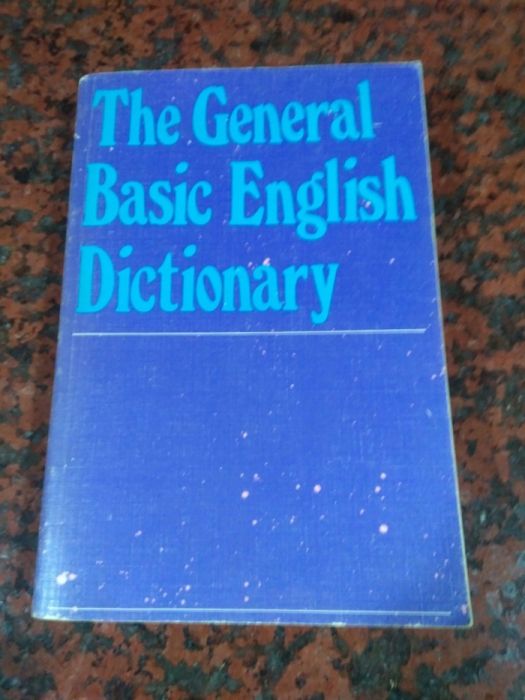 The General
Basic English
Dictionary